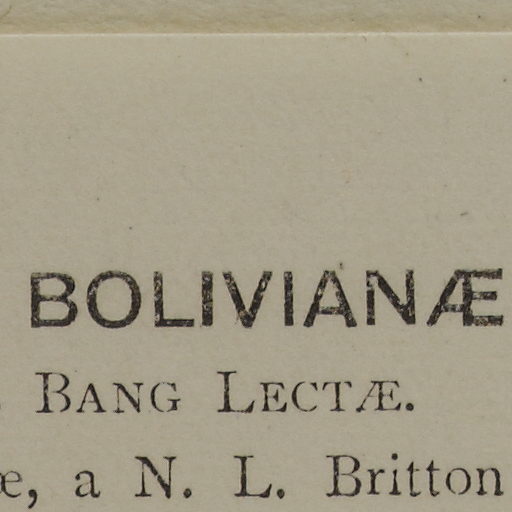 BOLIVIANÆ
BANG LECTÆ.
æ, a N. L. Britton